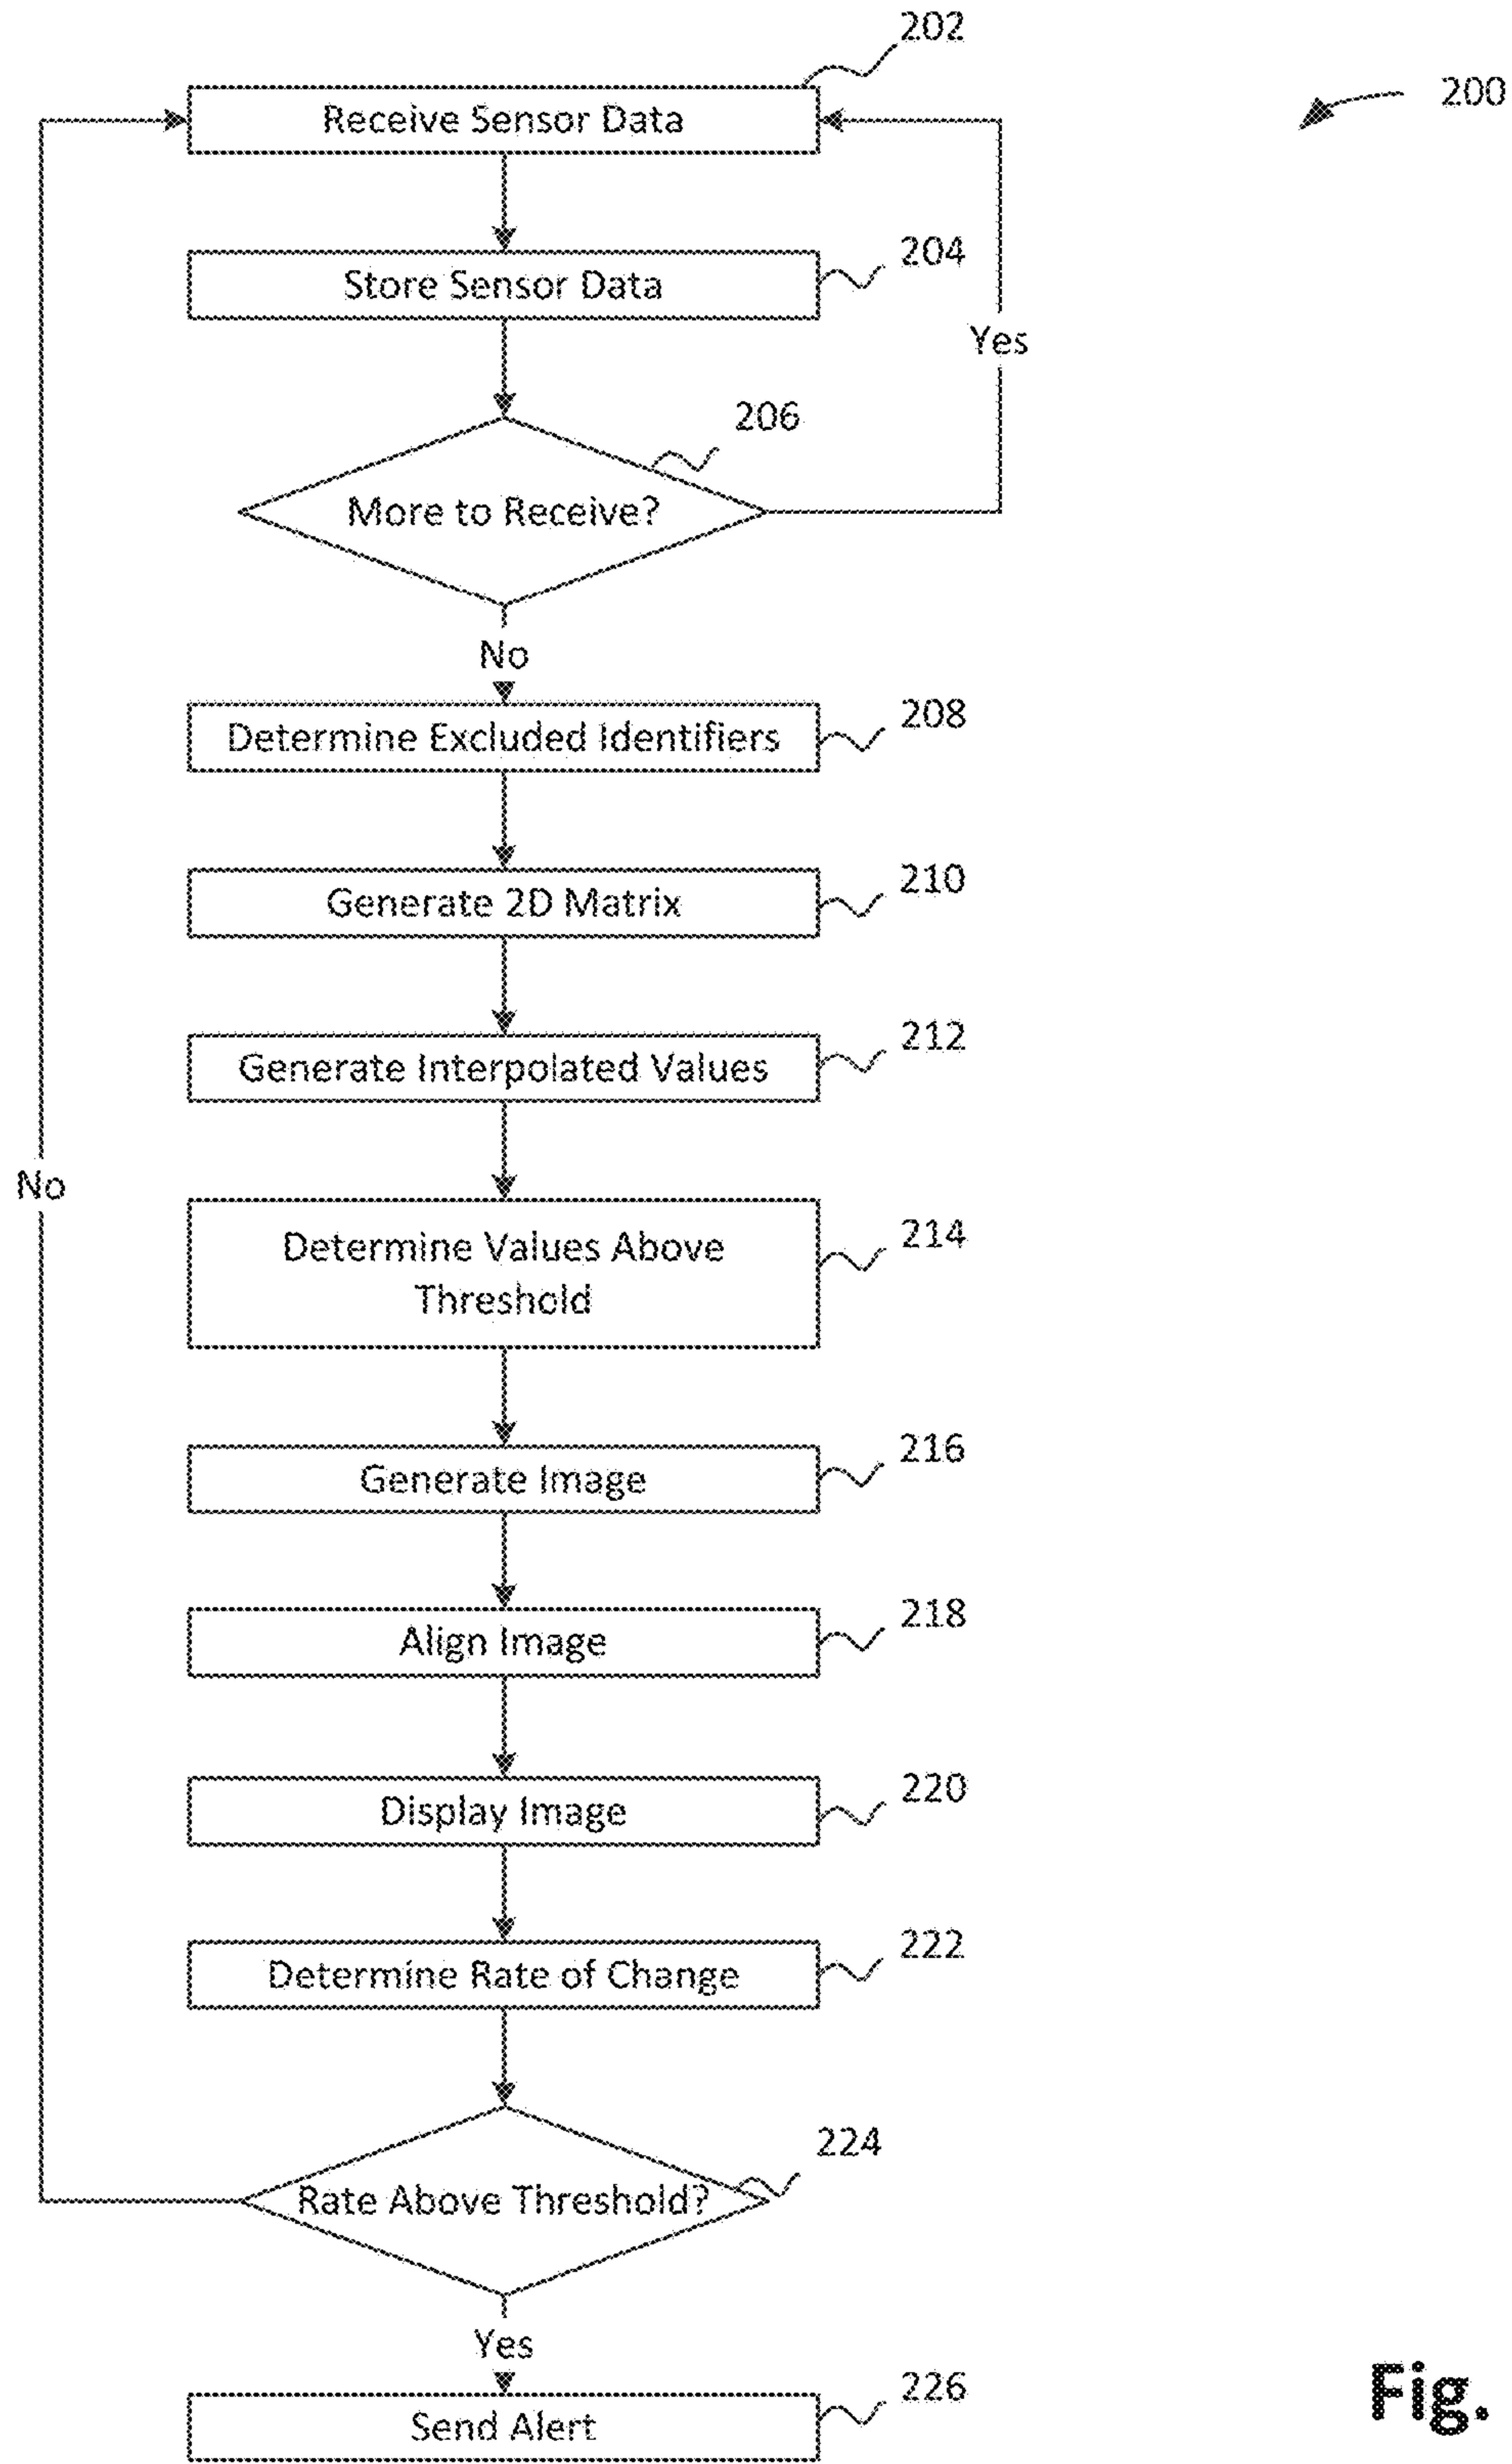 202
200
Receive Sensor Data
204
Store Sensor Data
Yes
206
More to Receive?
No
208
Determine Excluded Identifiers
210
Generate 2D Matrix
212
Generate Interpolated Values
No
214
Determine Values Above
Threshold
216
Generate Image
218
Align Image
220
Display Image
222
Determine Rate of Change
224
Rate Above Threshold?
Yes
226
Send Alert
Fig.